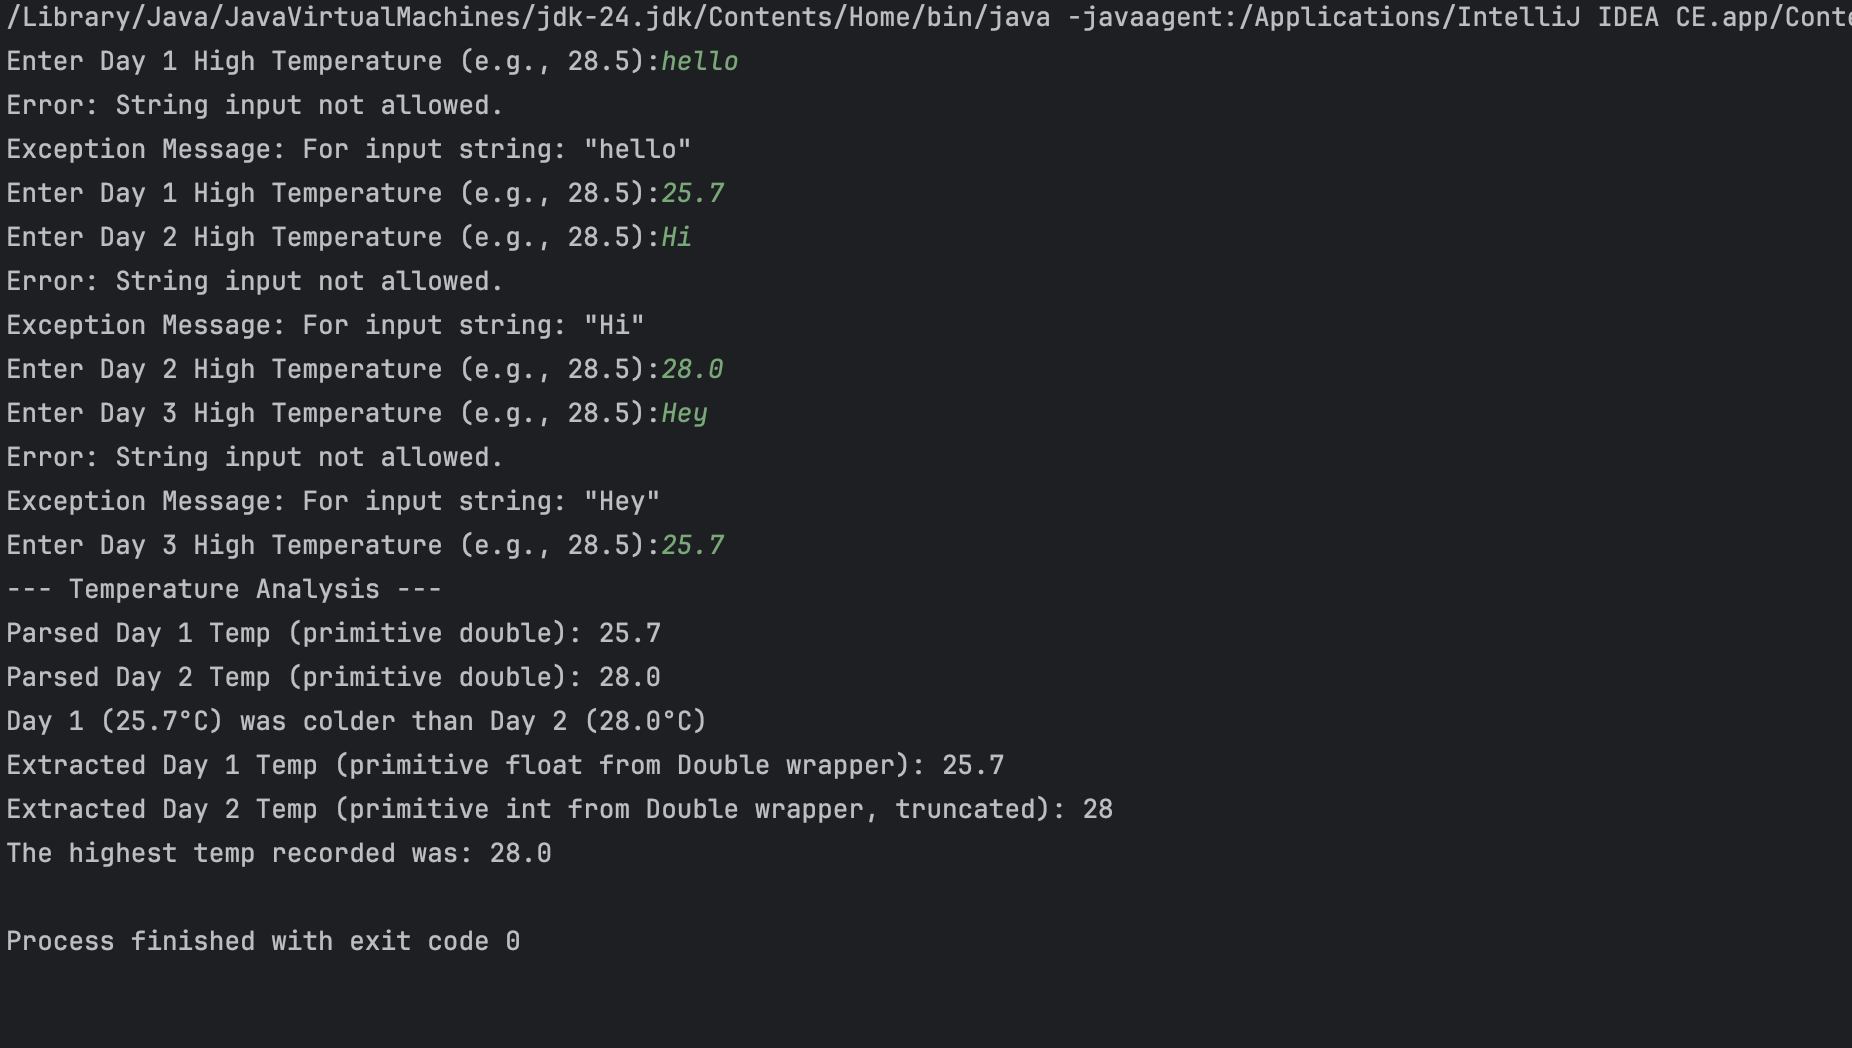 /Library/Java/JavaVirtualMachines/jdk-24.jdk/Contents/Home/bin/java -javaagent:/Applications/IntelliJ IDEA CE.app/Conte
Enter Day 1 High Temperature (e.g., 28.5):hello
Error: String input not allowed.
Exception Message: For input string: "hello"
Enter Day 1 High Temperature (e.g., 28.5):25.7
Enter Day 2 High Temperature (e.g., 28.5):Hi
Error: String input not allowed.
Exception Message: For input string: "Hi"
Enter Day 2 High Temperature (e.g., 28.5):28.0
Enter Day 3 High Temperature (e.g., 28.5):Hey
Error: String input not allowed.
Exception Message: For input string: "Hey"
Enter Day 3 High Temperature (e.g., 28.5):25.7
--- Temperature Analysis ---
Parsed Day 1 Temp (primitive double): 25.7
Parsed Day 2 Temp (primitive double): 28.0
Day 1 (25.7°C) was colder than Day 2 (28.0°C)
Extracted Day 1 Temp (primitive float from Double wrapper): 25.7
Extracted Day 2 Temp (primitive int from Double wrapper, truncated): 28
The highest temp recorded was: 28.0
Process finished with exit code 0